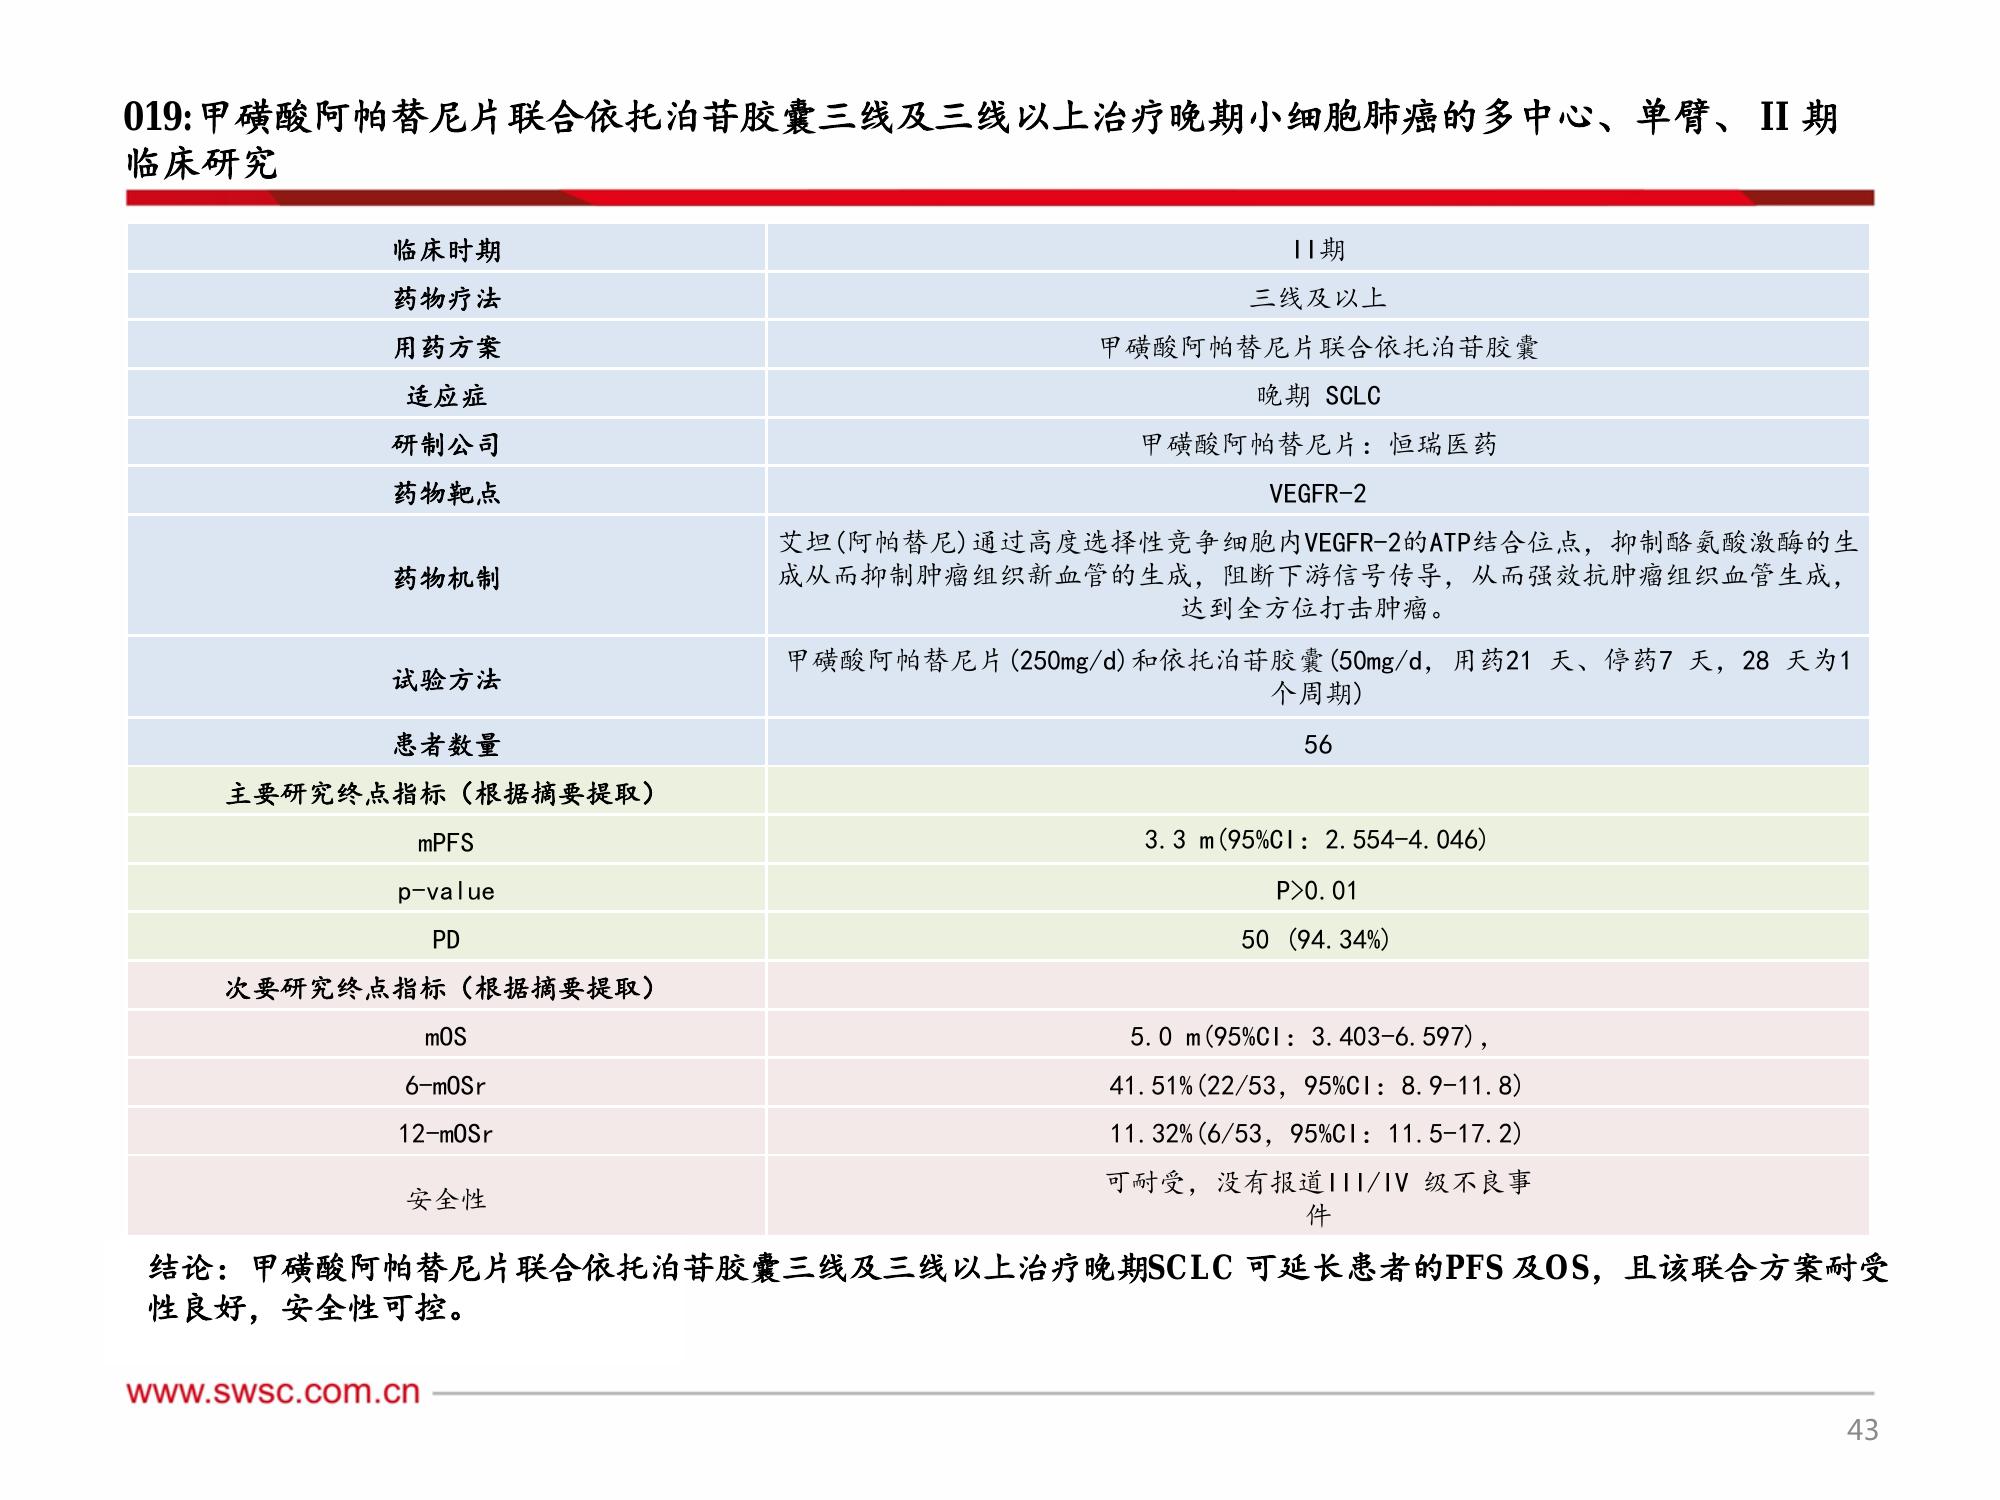 019:甲磺酸阿帕替尼片联合依托泊苷胶囊三线及三线以上治疗晚期小细胞肺癌的多中心、单臂、 II 期
临床研究
临床时期 II期
药物疗法 三线及以上
用药方案 甲磺酸阿帕替尼片联合依托泊苷胶囊
适应症 晚期 SCLC
研制公司 甲磺酸阿帕替尼片：恒瑞医药
药物靶点 VEGFR-2
药物机制
艾坦(阿帕替尼)通过高度选择性竞争细胞内VEGFR-2的ATP结合位点，抑制酪氨酸激酶的生
成从而抑制肿瘤组织新血管的生成，阻断下游信号传导，从而强效抗肿瘤组织血管生成，
达到全方位打击肿瘤。
试验方法
甲磺酸阿帕替尼片(250mg/d)和依托泊苷胶囊(50mg/d，用药21 天、停药7 天，28 天为1
个周期)
患者数量 56
主要研究终点指标（根据摘要提取）
mPFS 3.3 m(95%CI：2.554-4.046)
p-value P>0.01
PD 50 (94.34%)
次要研究终点指标（根据摘要提取）
mOS 5.0 m(95%CI：3.403-6.597)，
6-mOSr 41.51%(22/53，95%CI：8.9-11.8)
12-mOSr 11.32%(6/53，95%CI：11.5-17.2)
安全性
可耐受，没有报道III/IV 级不良事
件
结论：甲磺酸阿帕替尼片联合依托泊苷胶囊三线及三线以上治疗晚期SCLC 可延长患者的PFS 及OS，且该联合方案耐受
性良好，安全性可控。
www.swsc.com.cn
43